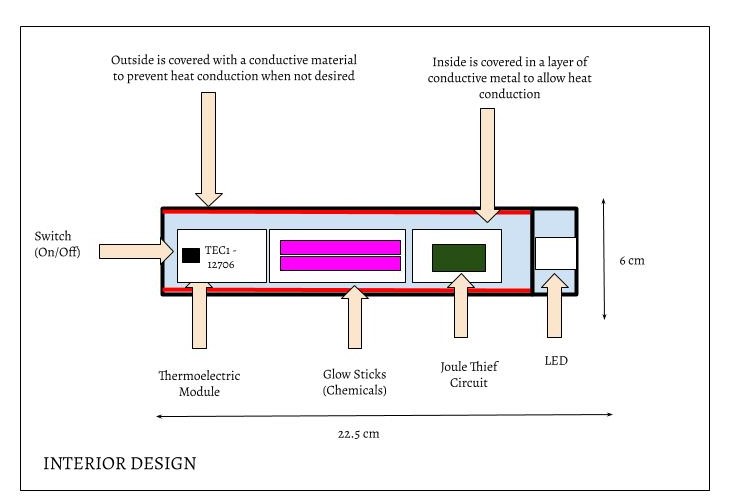 Outside is covered with a conductive material
to prevent heat conduction when not desired
Inside is covered in a layer of
conductive metal to allow heat
conduction
Switch
(On/Off)
TEC1 -
12706
6 cm
Thermoelectric
Module
Glow Sticks
(Chemicals)
Joule Thief
Circuit
LED
22.5 cm
INTERIOR DESIGN